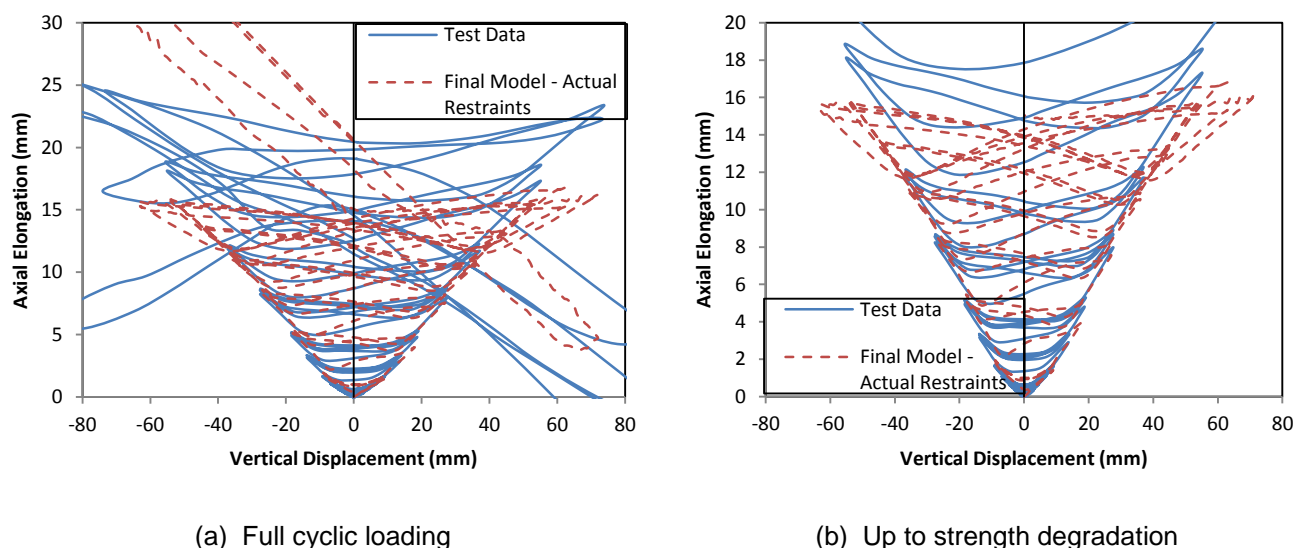 30
25
20
15
10
5
0
-80 -60 -40 -20 0 20 40 60 80
Axial Elongation (mm)
Vertical Displacement (mm)
Test Data
Final Model - Actual
Restraints
(a) Full cyclic loading
20
18
16
14
12
10
8
6
4
2
0
-80 -60 -40 -20 0 20 40 60 80
Axial Elongation (mm)
Vertical Displacement (mm)
Test Data
Final Model -
Actual Restraints
(b) Up to strength degradation